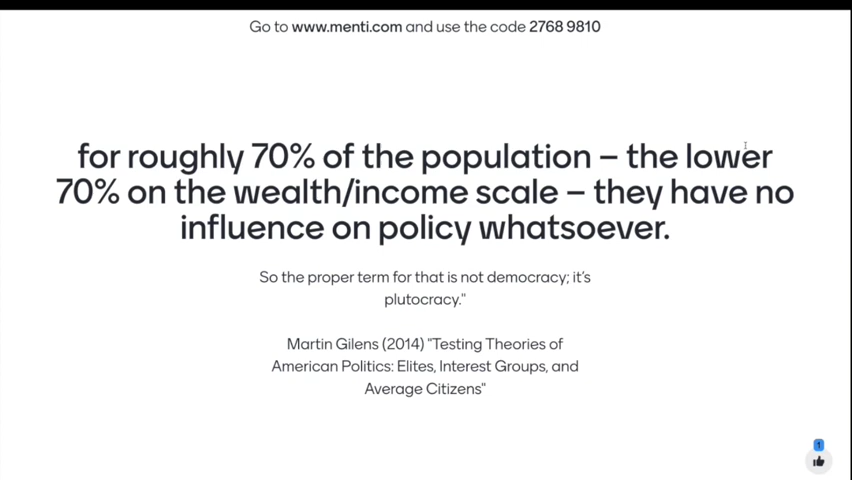 Go to www.menti.com and use the code 2768 9810
for roughly 70% of the population – the lower
70% on the wealth/income scale – they have no
influence on policy whatsoever.
So the proper term for that is not democracy; it's
plutocracy."
Martin Gilens (2014) "Testing Theories of
American Politics: Elites, Interest Groups, and
Average Citizens"
1